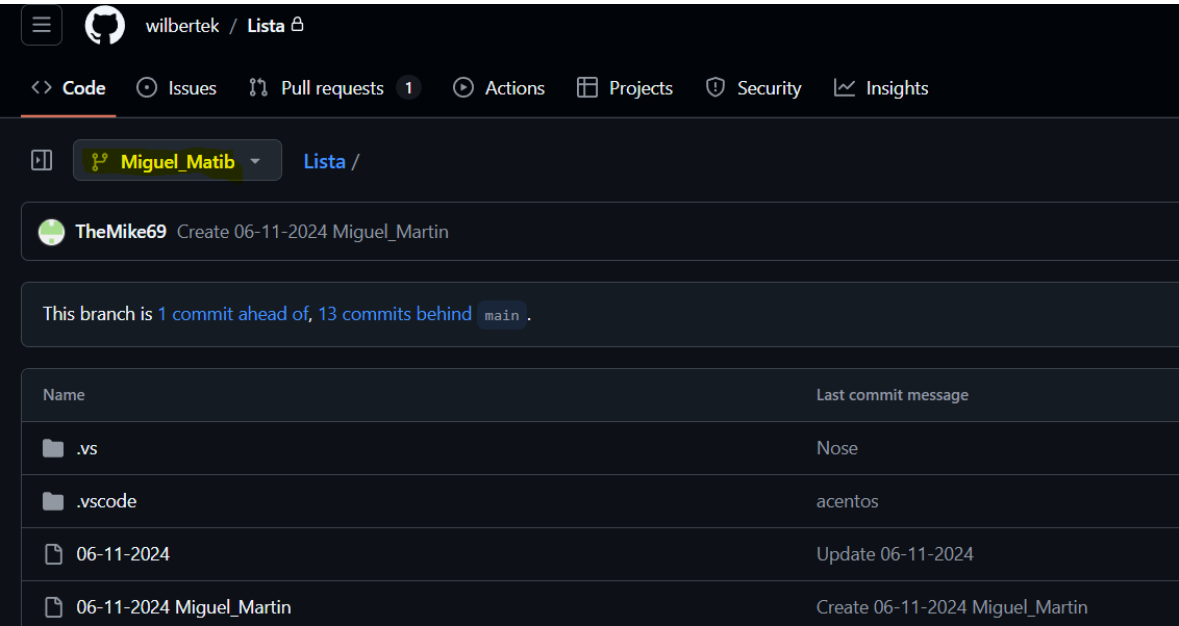 wilbertek / Lista
Code Issues Pull requests 1 Actions Projects Security Insights
Miguel_Matib Lista /
TheMike69 Create 06-11-2024 Miguel_Martin
This branch is 1 commit ahead of, 13 commits behind main .
Name Last commit message
.vs Nose
.vscode acentos
06-11-2024 Update 06-11-2024
06-11-2024 Miguel_Martin Create 06-11-2024 Miguel_Martin